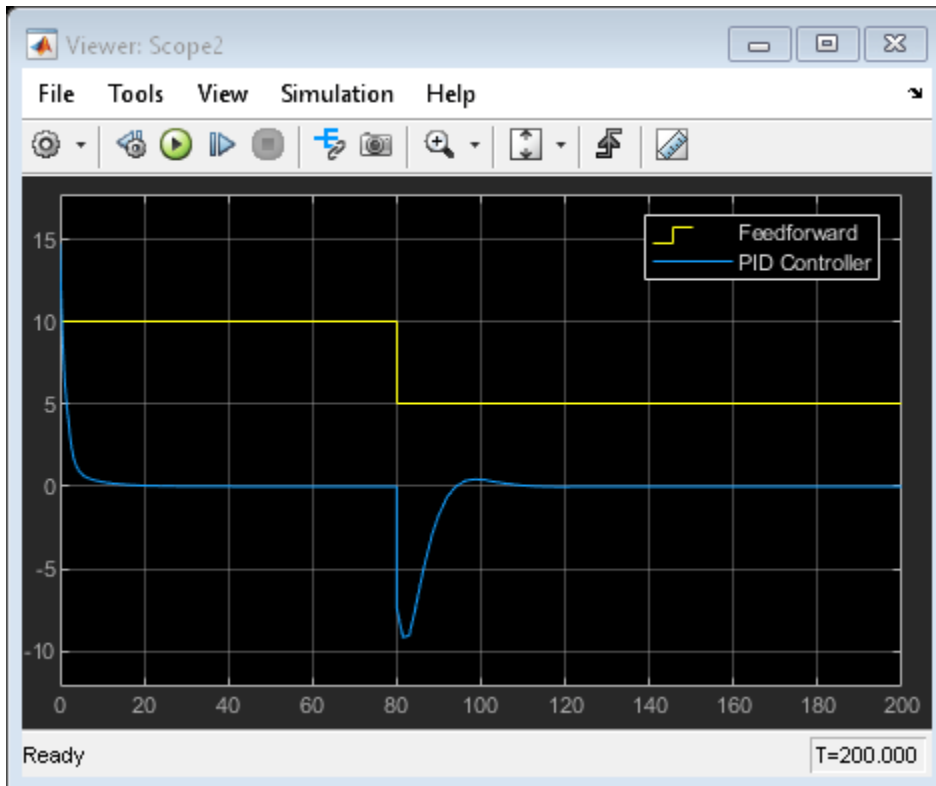 Viewer: Scope2
File Tools View Simulation Help
Feedforward
PID Controller
15
10
5
0
-5
-10
0 20 40 60 80 100 120 140 160 180 200
Ready T=200.000